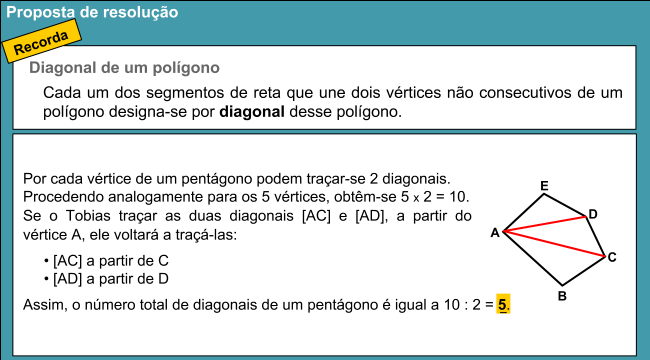 Proposta de resolução
Recorda
Diagonal de um polígono
Cada um dos segmentos de reta que une dois vértices não consecutivos de um
polígono designa-se por diagonal desse polígono.
Por cada vértice de um pentágono podem traçar-se 2 diagonais.
Procedendo analogamente para os 5 vértices, obtêm-se 5 x 2 = 10.
Se o Tobias traçar as duas diagonais [AC] e [AD], a partir do
vértice A, ele voltará a traçá-las:
• [AC] a partir de C
• [AD] a partir de D
Assim, o número total de diagonais de um pentágono é igual a 10 : 2 = 5.
E
D
A
C
B